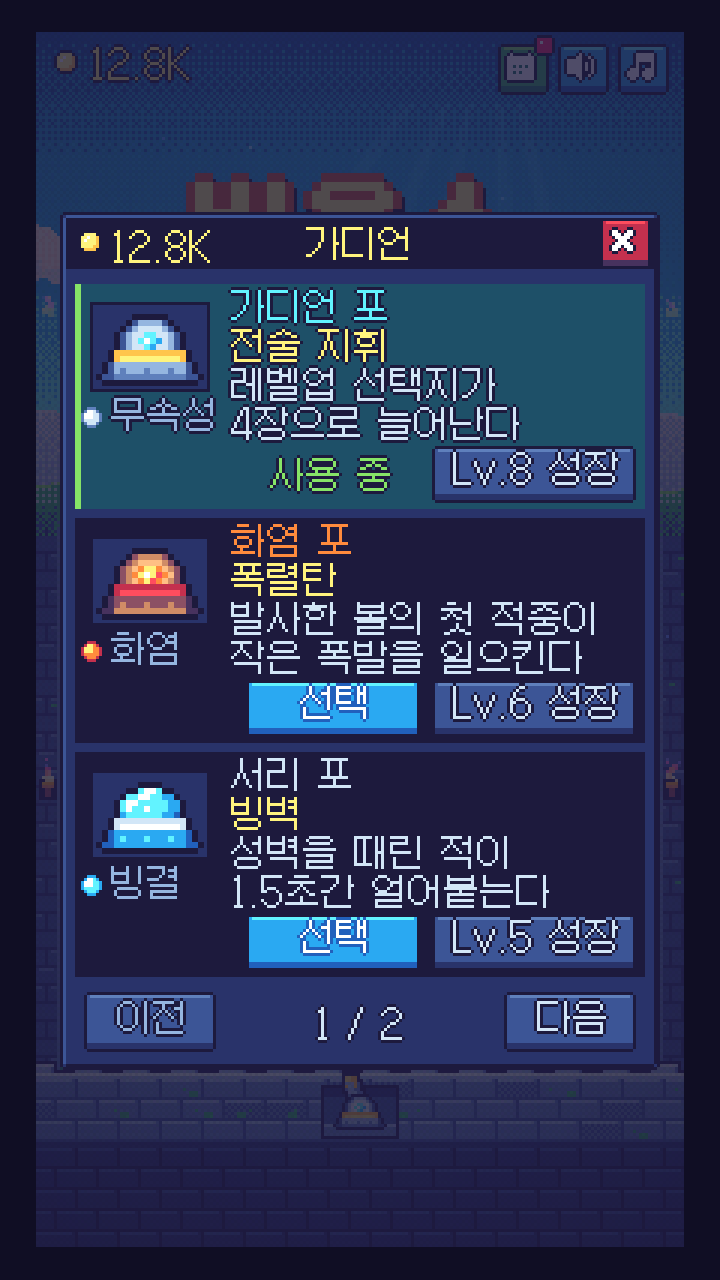 12.8K
12.8K
가디언
가디언 포
전술 지휘
레벨업 선택지가
4장으로 늘어난다
무속성
사용 중
Lv.8 성장
화염 포
폭렬탄
발사한 볼의 첫 적중이
작은 폭발을 일으킨다
화염
선택
Lv.6 성장
서리 포
빙벽
성벽을 때린 적이
1.5초간 얼어붙는다
빙결
선택
Lv.5 성장
이전
1 / 2
다음